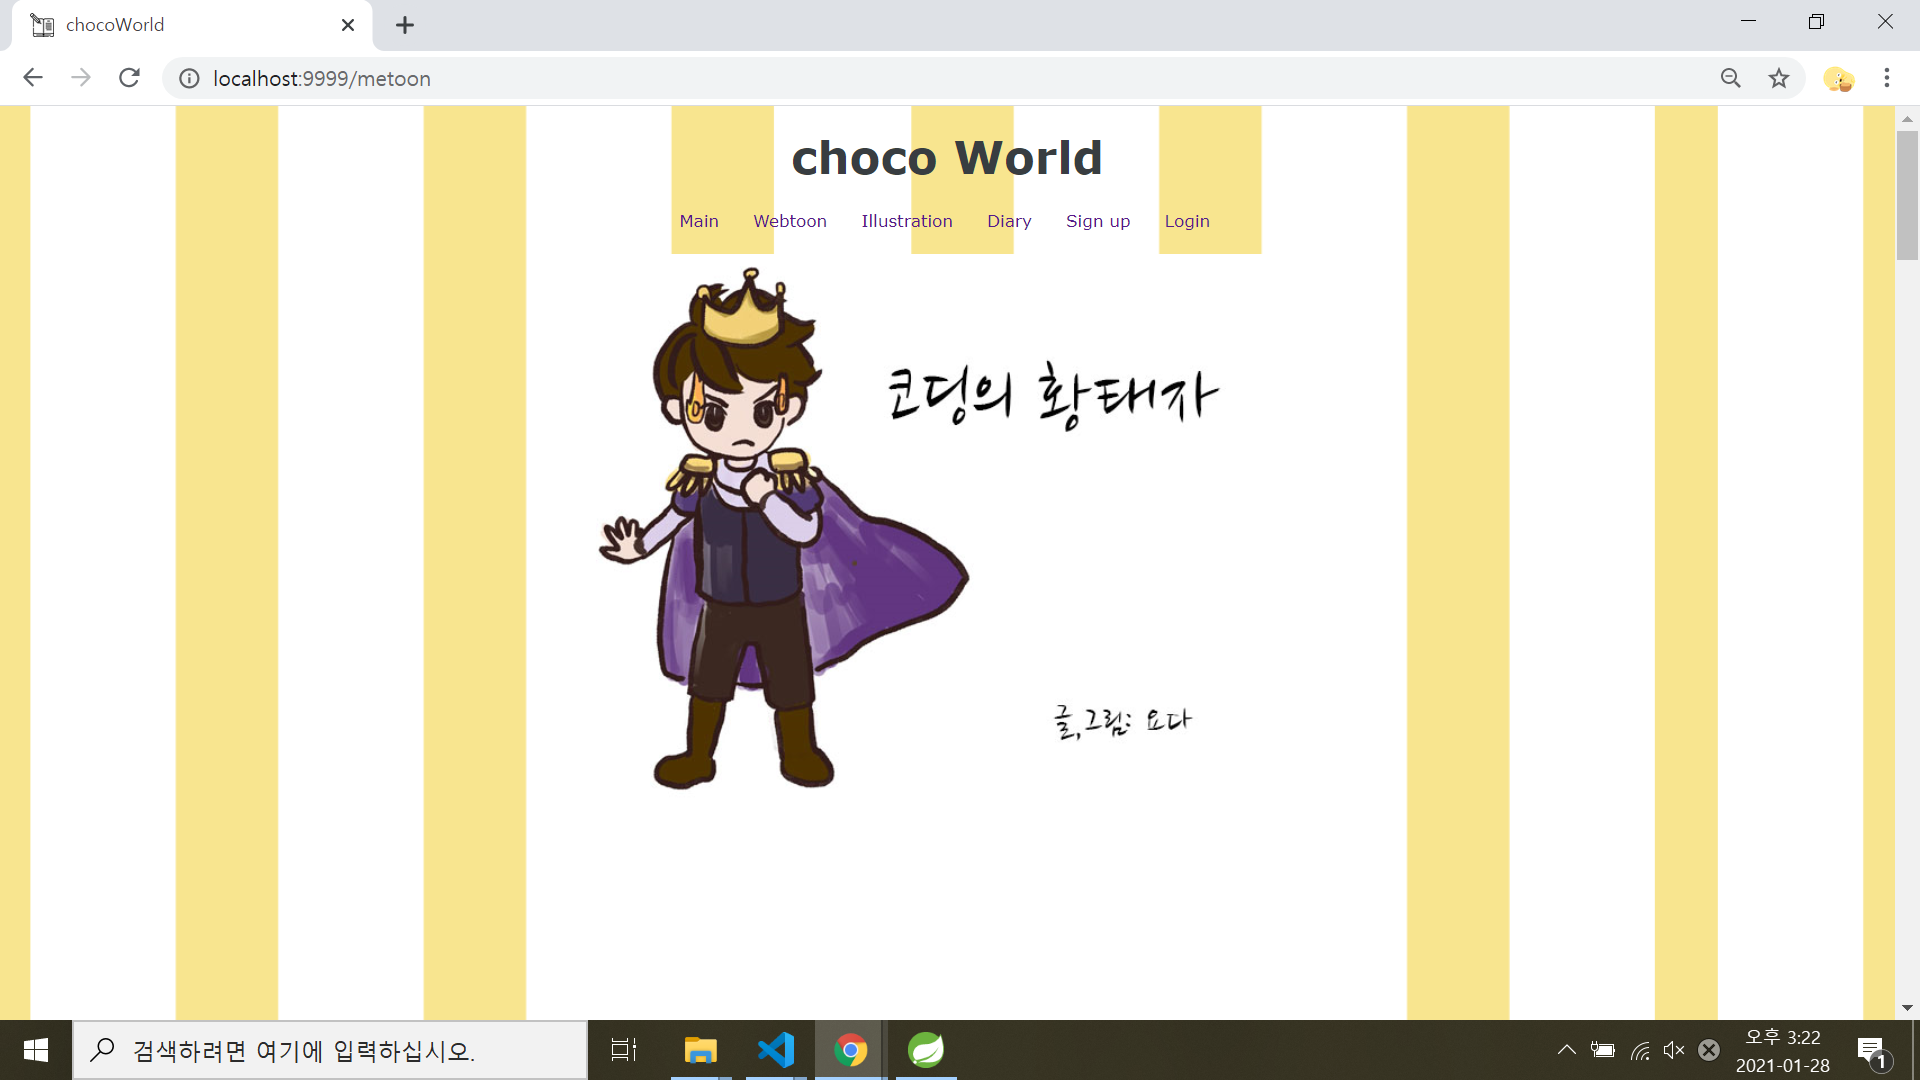 chocoWorld
localhost:9999/metoon
choco World
Main Webtoon Illustration Diary Sign up Login
코딩의 황태자
글,그림: 요다
검색하려면 여기에 입력하십시오.
오후 3:22
2021-01-28
1